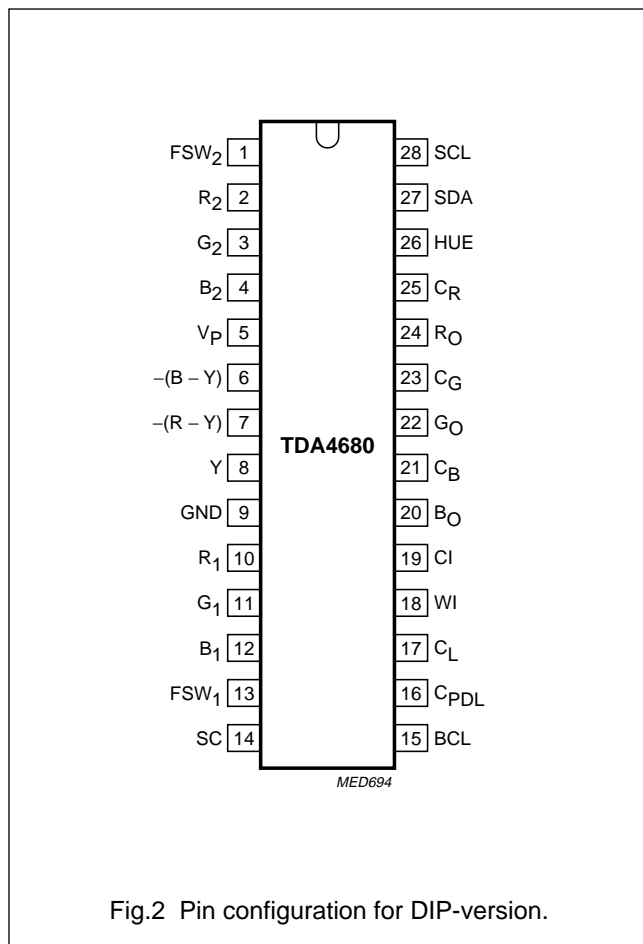 FSW2 1 28 SCL
R2 2 27 SDA
G2 3 26 HUE
B2 4 25 CR
VP 5 24 RO
−(B − Y) 6 23 CG
−(R − Y) 7 22 GO
TDA4680
Y 8 21 CB
GND 9 20 BO
R1 10 19 CI
G1 11 18 WI
B1 12 17 CL
FSW1 13 16 CPDL
SC 14 15 BCL
MED694
Fig.2 Pin configuration for DIP-version.